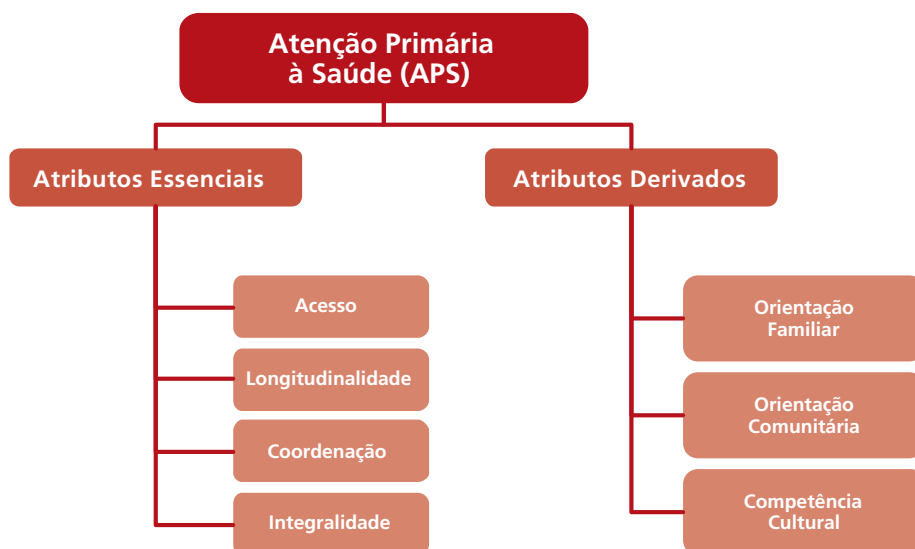 Atenção Primária
à Saúde (APS)
Atributos Essenciais
Atributos Derivados
Acesso
Longitudinalidade
Coordenação
Integralidade
Orientação
Familiar
Orientação
Comunitária
Competência
Cultural